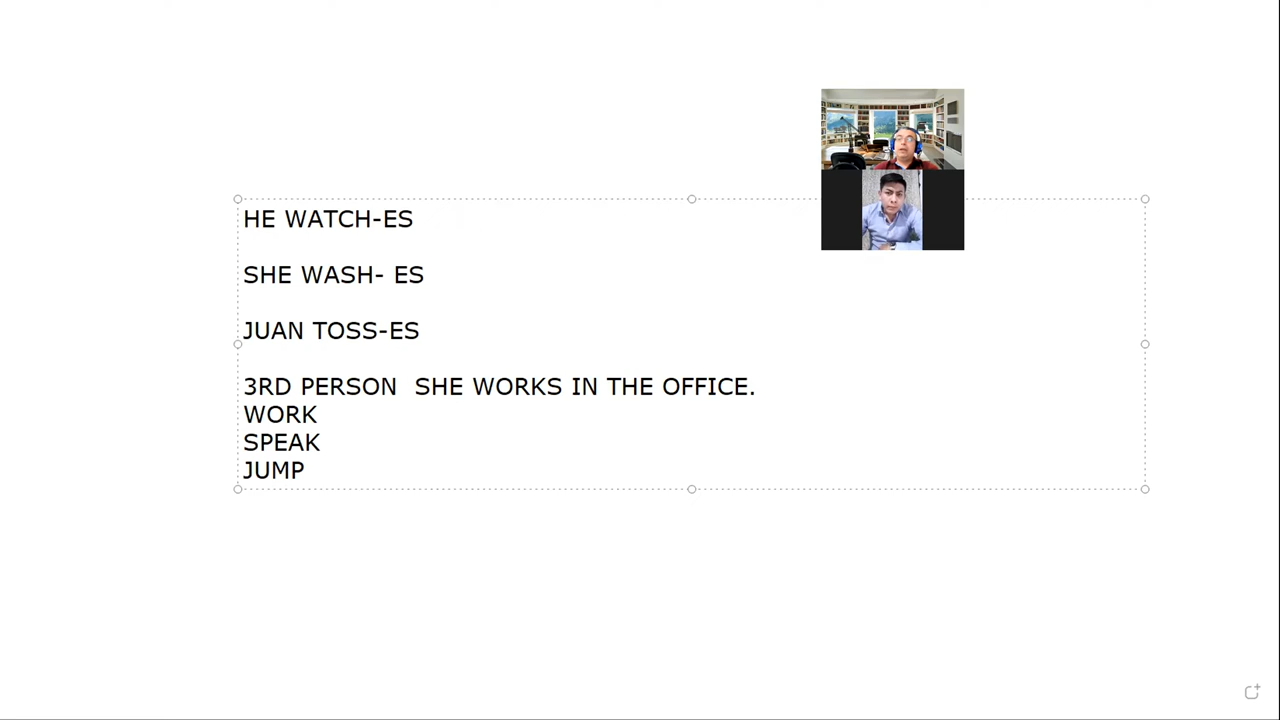 HE WATCH-ES
SHE WASH- ES
JUAN TOSS-ES
3RD PERSON  SHE WORKS IN THE OFFICE.
WORK
SPEAK
JUMP